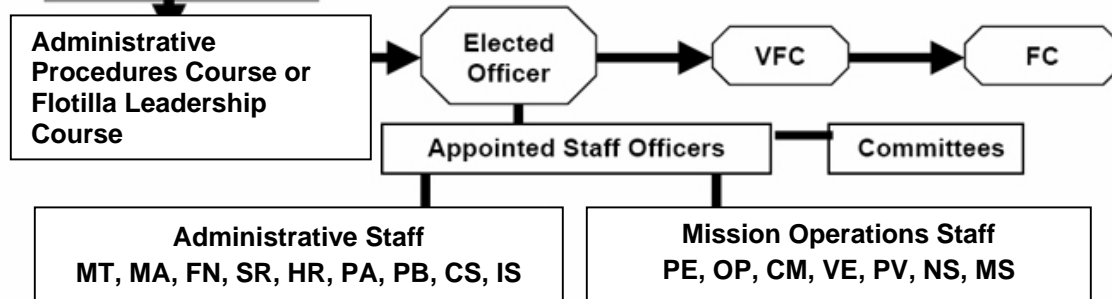 Administrative
Procedures Course or
Flotilla Leadership
Course
Elected
Officer
VFC
FC
Appointed Staff Officers
Committees
Administrative Staff
MT, MA, FN, SR, HR, PA, PB, CS, IS
Mission Operations Staff
PE, OP, CM, VE, PV, NS, MS